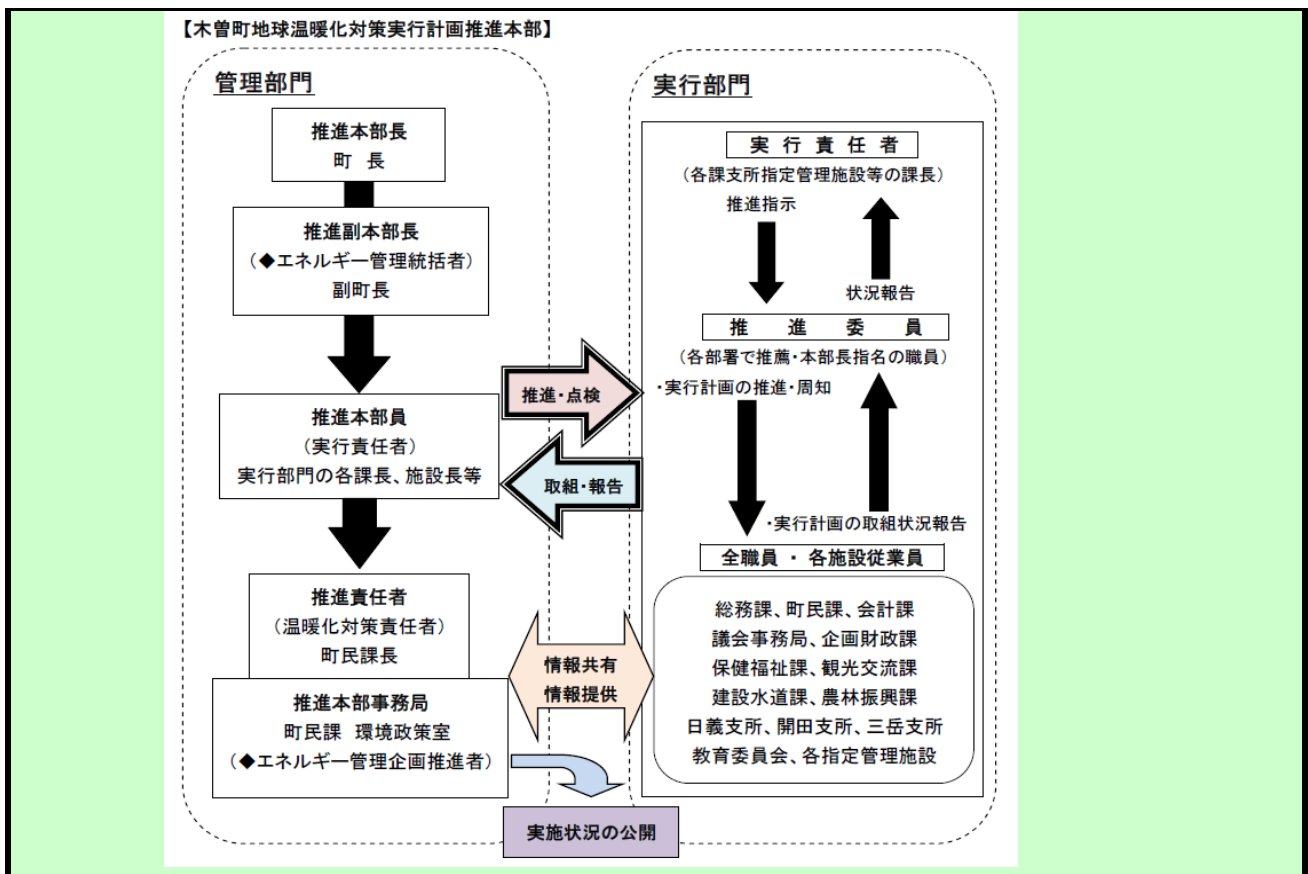 【木曽町地球温暖化対策実行計画推進本部】
管理部門
推進本部長
町 長
推進副本部長
（◆エネルギー管理統括者）
副町長
推進本部員
（実行責任者）
実行部門の各課長、施設長等
推進責任者
（温暖化対策責任者）
町民課長
推進本部事務局
町民課 環境政策室
（◆エネルギー管理企画推進者）
推進・点検
取組・報告
情報共有
情報提供
実施状況の公開
実行部門
実 行 責 任 者
（各課支所指定管理施設等の課長）
推進指示
状況報告
推 進 委 員
（各部署で推薦・本部長指名の職員）
・実行計画の推進・周知
・実行計画の取組状況報告
全職員 ・ 各施設従業員
総務課、町民課、会計課
議会事務局、企画財政課
保健福祉課、観光交流課
建設水道課、農林振興課
日義支所、開田支所、三岳支所
教育委員会、各指定管理施設